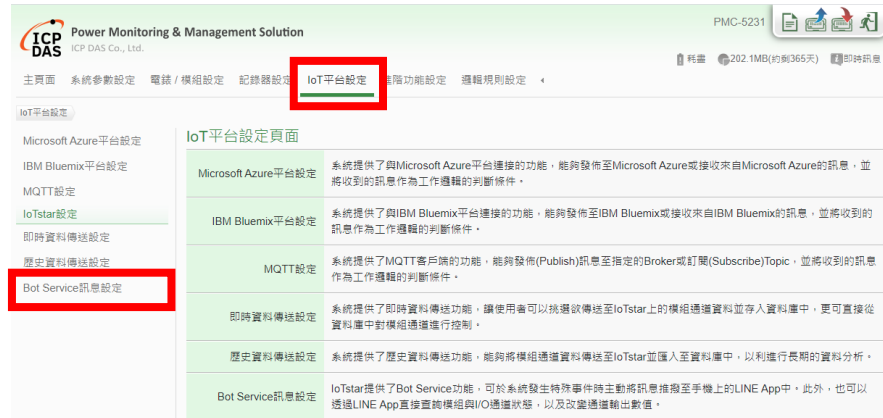 ICP
DAS
Power Monitoring & Management Solution
ICP DAS Co., Ltd.
PMC-5231
耗盡 202.1MB(約剩365天) 即時訊息
主頁面 系統參數設定 電錶 / 模組設定 記錄器設定 IoT平台設定 進階功能設定 邏輯規則設定
IoT平台設定
Microsoft Azure平台設定
IBM Bluemix平台設定
MQTT設定
IoTstar設定
即時資料傳送設定
歷史資料傳送設定
Bot Service訊息設定
IoT平台設定頁面
Microsoft Azure平台設定
系統提供了與Microsoft Azure平台連接的功能，能夠發佈至Microsoft Azure或接收來自Microsoft Azure的訊息，並
將收到的訊息作為工作邏輯的判斷條件。
IBM Bluemix平台設定
系統提供了與IBM Bluemix平台連接的功能，能夠發佈至IBM Bluemix或接收來自IBM Bluemix的訊息，並將收到的
訊息作為工作邏輯的判斷條件。
MQTT設定
系統提供了MQTT客戶端的功能，能夠發佈(Publish)訊息至指定的Broker或訂閱(Subscribe)Topic，並將收到的訊息
作為工作邏輯的判斷條件。
即時資料傳送設定
系統提供了即時資料傳送功能，讓使用者可以挑選欲傳送至IoTstar上的模組通道資料並存入資料庫中，更可直接從
資料庫中對模組通道進行控制。
歷史資料傳送設定
系統提供了歷史資料傳送功能，能夠將模組通道資料傳送至IoTstar並匯入至資料庫中，以利進行長期的資料分析。
Bot Service訊息設定
IoTstar提供了Bot Service功能，可於系統發生特殊事件時主動將訊息推撥至手機上的LINE App中。此外，也可以
透過LINE App直接查詢模組與I/O通道狀態，以及改變通道輸出數值。